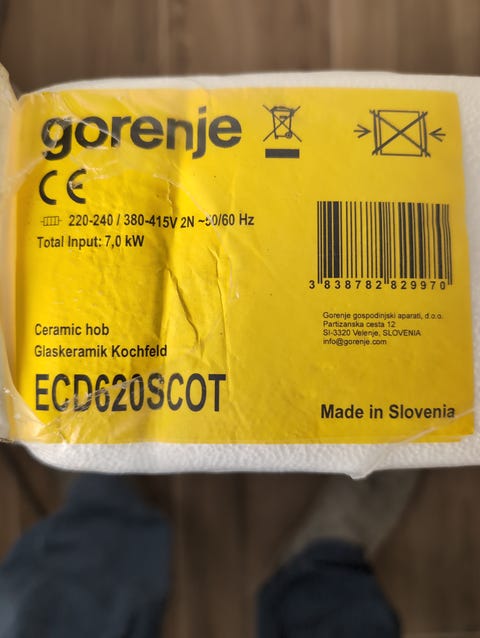 gorenje
CE
220-240 / 380-415V 2N ~50/60 Hz
Total Input: 7,0 kW
3 838782 829970
Gorenje gospodinjski aparati, d.o.o.
Partizanska cesta 12
SI-3320 Velenje, SLOVENIA
info@gorenje.com
Ceramic hob
Glaskeramik Kochfeld
ECD620SCOT
Made in Slovenia